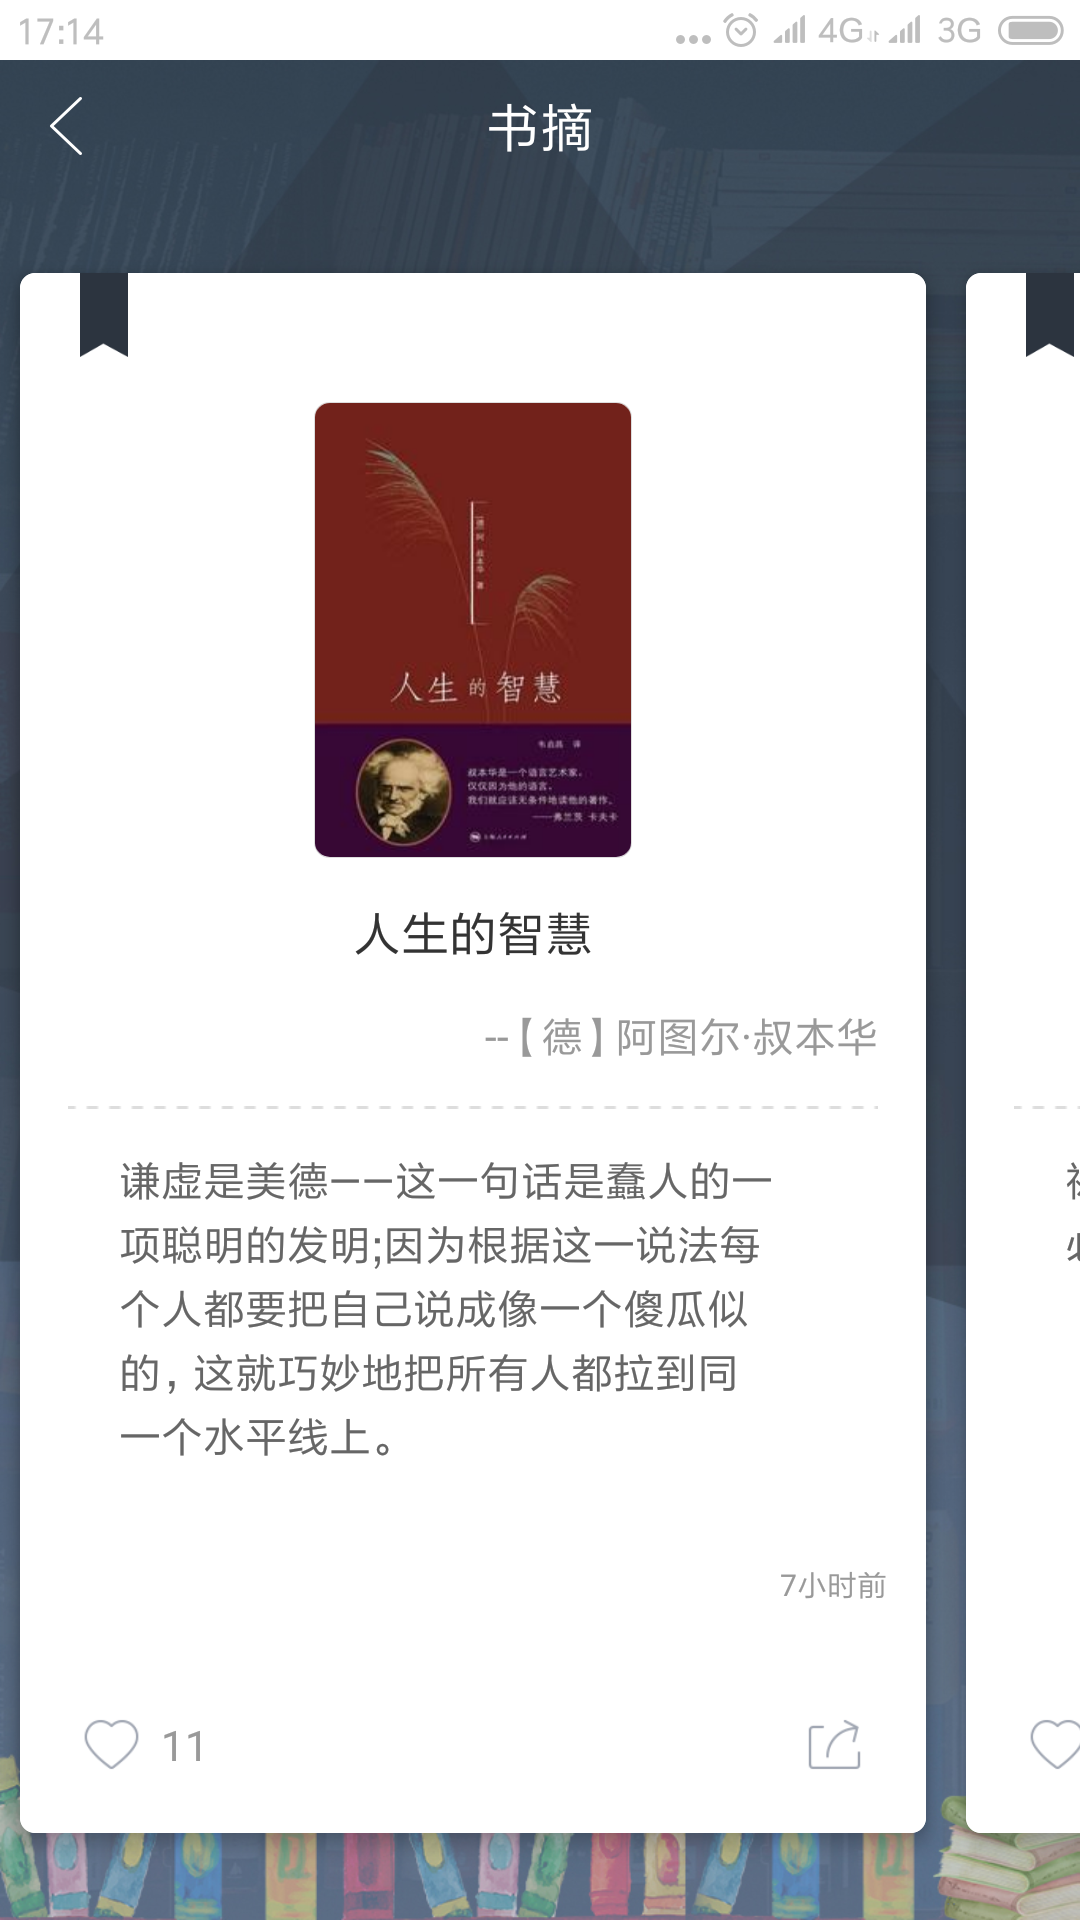 17:14
4G
3G
书摘
[德] 阿 叔本华 著
人生的智慧
韦启昌 译
叔本华是一个语言艺术家,
仅仅因为他的语言,
我们就应该无条件地读他的著作。
——弗兰茨 卡夫卡
上海人民出版社
人生的智慧
--【德】阿图尔·叔本华
谦虚是美德——这一句话是蠢人的一
项聪明的发明;因为根据这一说法每
个人都要把自己说成像一个傻瓜似
的，这就巧妙地把所有人都拉到同
一个水平线上。
7小时前
11